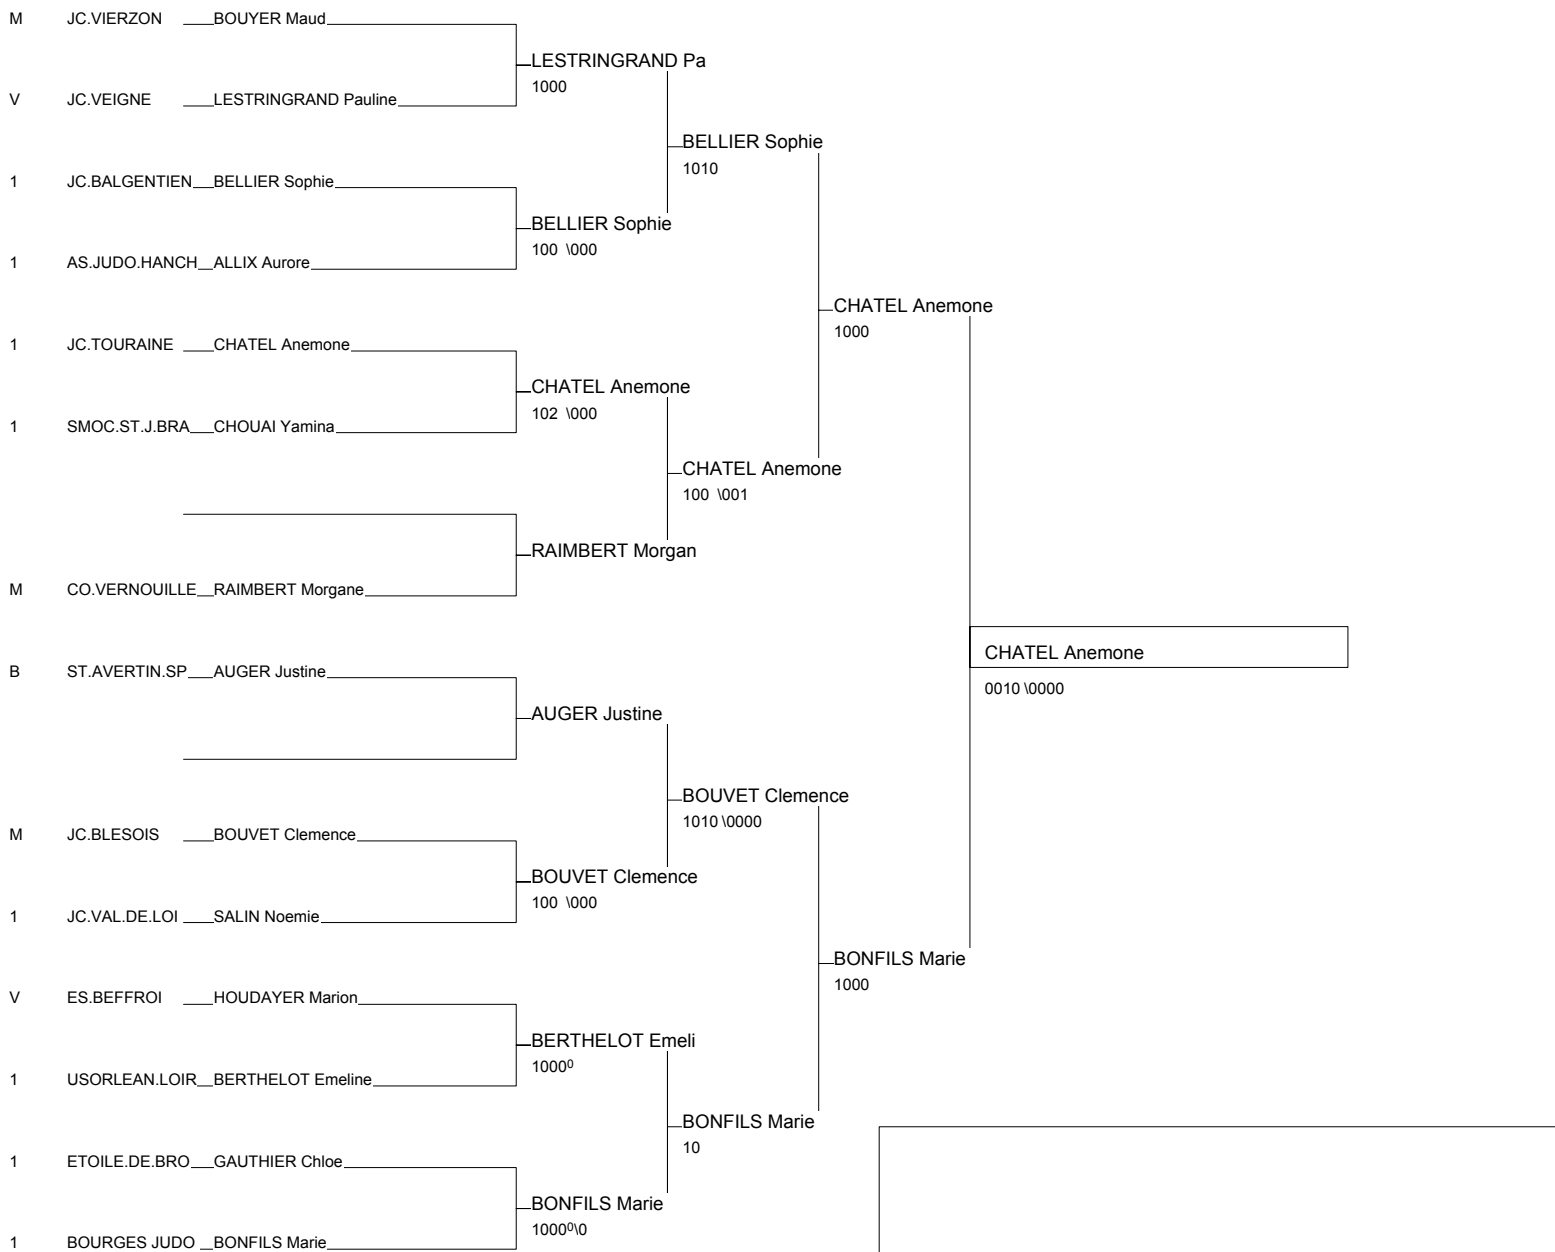 M JC.VIERZON BOUYER Maud
LESTRINGRAND Pa
1000
V JC.VEIGNE LESTRINGRAND Pauline
BELLIER Sophie
1010
1 JC.BALGENTIEN BELLIER Sophie
BELLIER Sophie
100 \000
1 AS.JUDO.HANCH ALLIX Aurore
CHATEL Anemone
1000
1 JC.TOURAINE CHATEL Anemone
CHATEL Anemone
102 \000
1 SMOC.ST.J.BRA CHOUAI Yamina
CHATEL Anemone
100 \001
RAIMBERT Morgan
M CO.VERNOUILLE RAIMBERT Morgane
CHATEL Anemone
0010 \0000
B ST.AVERTIN.SP AUGER Justine
AUGER Justine
BOUVET Clemence
1010 \0000
M JC.BLESOIS BOUVET Clemence
BOUVET Clemence
100 \000
1 JC.VAL.DE.LOI SALIN Noemie
BONFILS Marie
1000
V ES.BEFFROI HOUDAYER Marion
BERTHELOT Emeli
1000⁰
1 USORLEAN.LOIR BERTHELOT Emeline
BONFILS Marie
10
1 ETOILE.DE.BRO GAUTHIER Chloe
BONFILS Marie
1000⁰\0
1 BOURGES JUDO BONFILS Marie